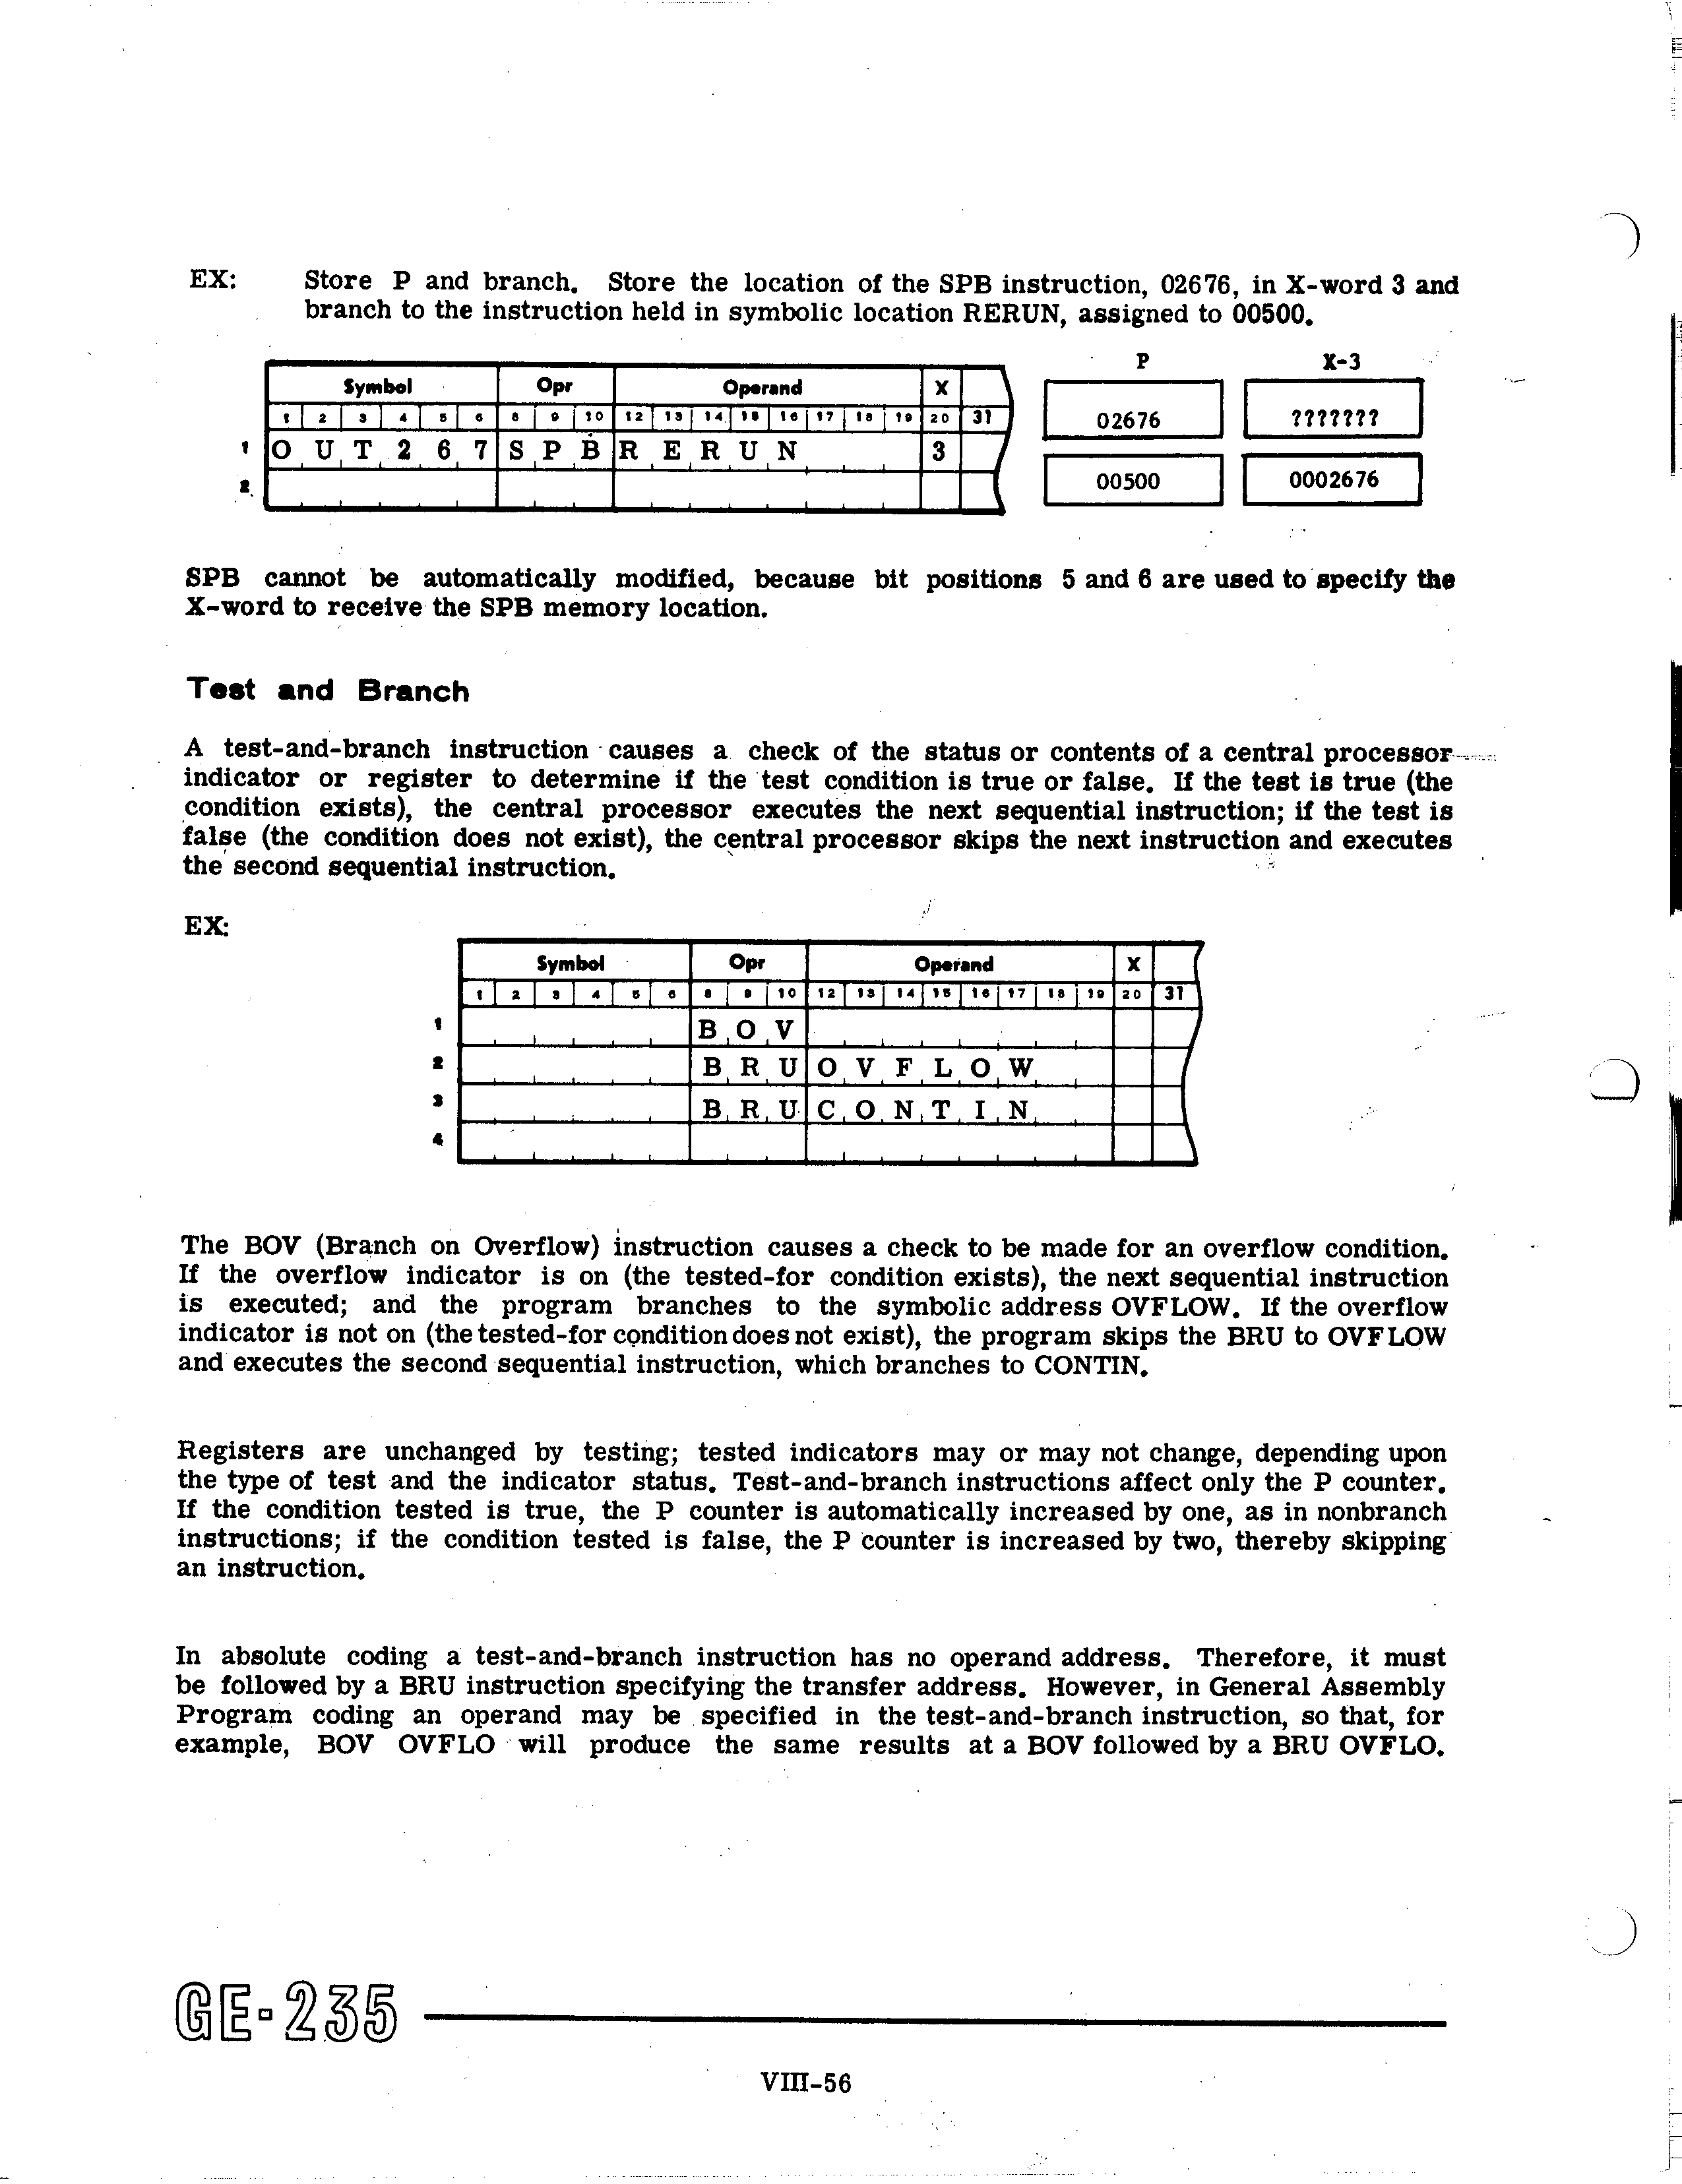 EX: Store P and branch. Store the location of the SPB instruction, 02676, in X-word 3 and
branch to the instruction held in symbolic location RERUN, assigned to 00500.
P X-3
Symbol Opr Operand X
1 2 3 4 5 6 8 9 10 12 13 14 15 16 17 18 19 20 31
02676 ???????
1 O U T 2 6 7 S P B R E R U N 3
2 00500 0002676
SPB cannot be automatically modified, because bit positions 5 and 6 are used to specify the
X-word to receive the SPB memory location.
Test and Branch
A test-and-branch instruction causes a check of the status or contents of a central processor
indicator or register to determine if the test condition is true or false. If the test is true (the
condition exists), the central processor executes the next sequential instruction; if the test is
false (the condition does not exist), the central processor skips the next instruction and executes
the second sequential instruction.
EX:
Symbol Opr Operand X
1 2 3 4 5 6 8 9 10 12 13 14 15 16 17 18 19 20 31
1 B O V
2 B R U O V F L O W
3 B R U C O N T I N
4
The BOV (Branch on Overflow) instruction causes a check to be made for an overflow condition.
If the overflow indicator is on (the tested-for condition exists), the next sequential instruction
is executed; and the program branches to the symbolic address OVFLOW. If the overflow
indicator is not on (the tested-for condition does not exist), the program skips the BRU to OVFLOW
and executes the second sequential instruction, which branches to CONTIN.
Registers are unchanged by testing; tested indicators may or may not change, depending upon
the type of test and the indicator status. Test-and-branch instructions affect only the P counter.
If the condition tested is true, the P counter is automatically increased by one, as in nonbranch
instructions; if the condition tested is false, the P counter is increased by two, thereby skipping
an instruction.
In absolute coding a test-and-branch instruction has no operand address. Therefore, it must
be followed by a BRU instruction specifying the transfer address. However, in General Assembly
Program coding an operand may be specified in the test-and-branch instruction, so that, for
example, BOV OVFLO will produce the same results at a BOV followed by a BRU OVFLO.
GE-235
VIII-56